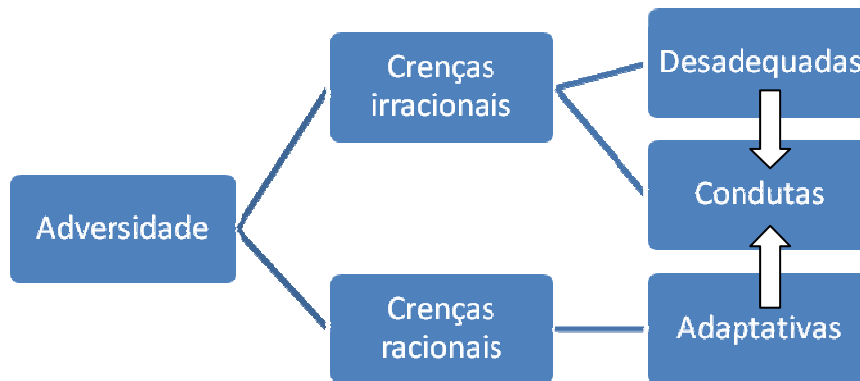 Adversidade
Crenças
irracionais
Crenças
racionais
Desadequadas
Condutas
Adaptativas